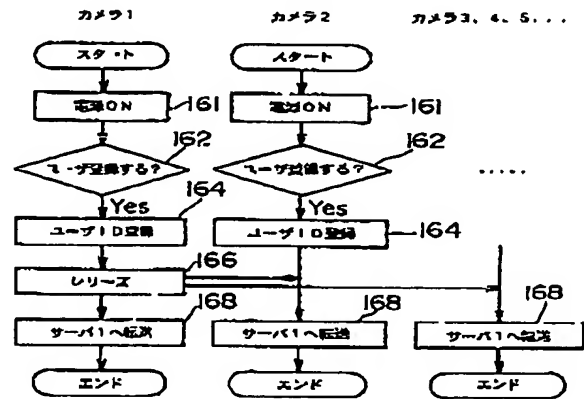 カメラ1 カメラ2 カメラ3、4、5...
スタート スタート
電源ON 161 電源ON 161
ユーザ登録する? 162 ユーザ登録する? 162
.....
Yes Yes
ユーザID登録 164 ユーザID登録 164
レリーズ 166
サーバ1へ転送 168 サーバ1へ転送 168 サーバ1へ転送 168
エンド エンド エンド